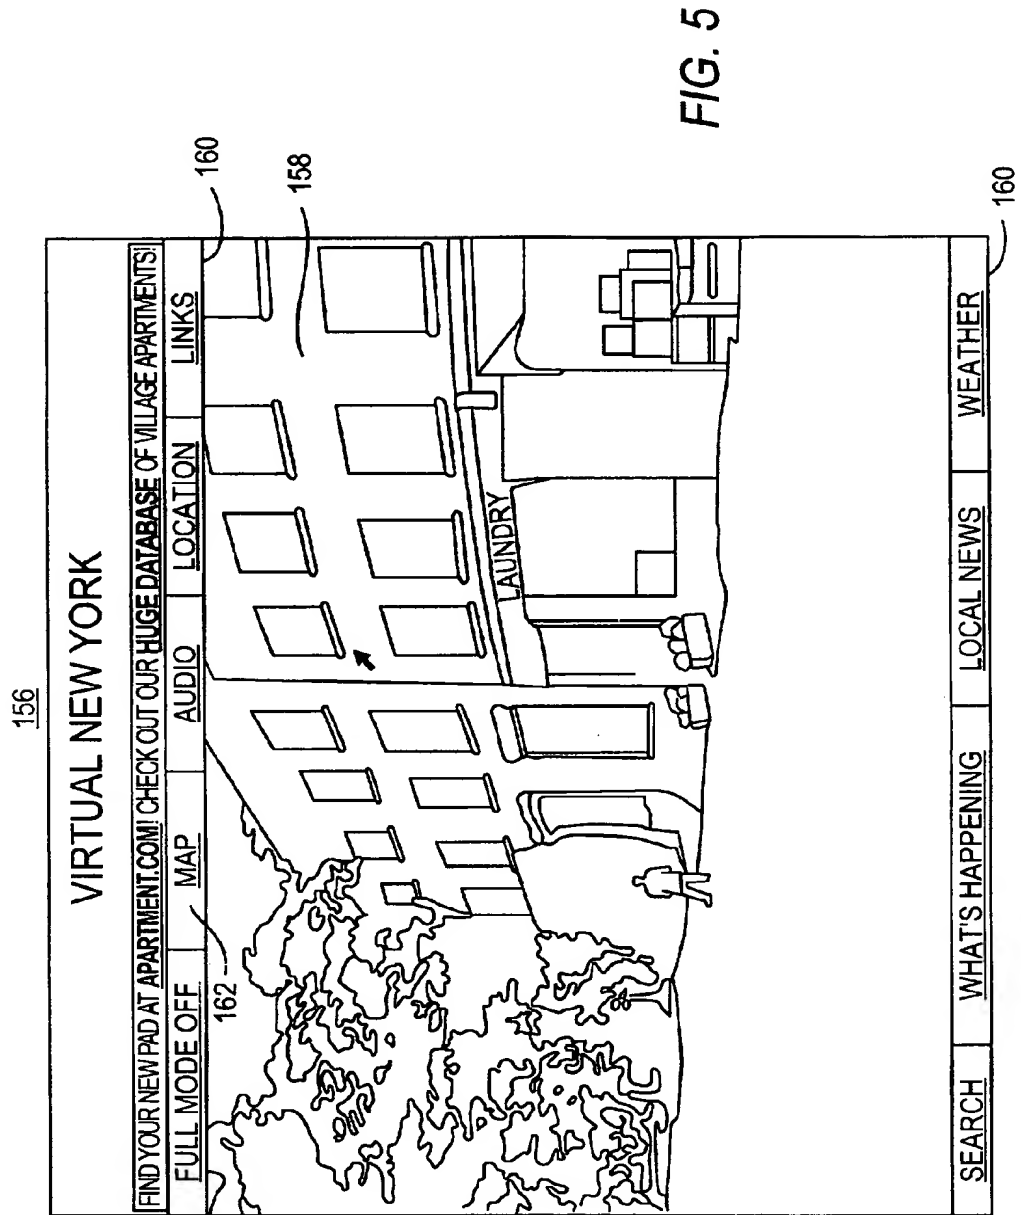 156
VIRTUAL NEW YORK
FIND YOUR NEW PAD AT APARTMENT.COM! CHECK OUT OUR HUGE DATABASE OF VILLAGE APARTMENTS!
FULL MODE OFF MAP AUDIO LOCATION LINKS
160
162
158
LAUNDRY
SEARCH WHAT'S HAPPENING LOCAL NEWS WEATHER
160
FIG. 5